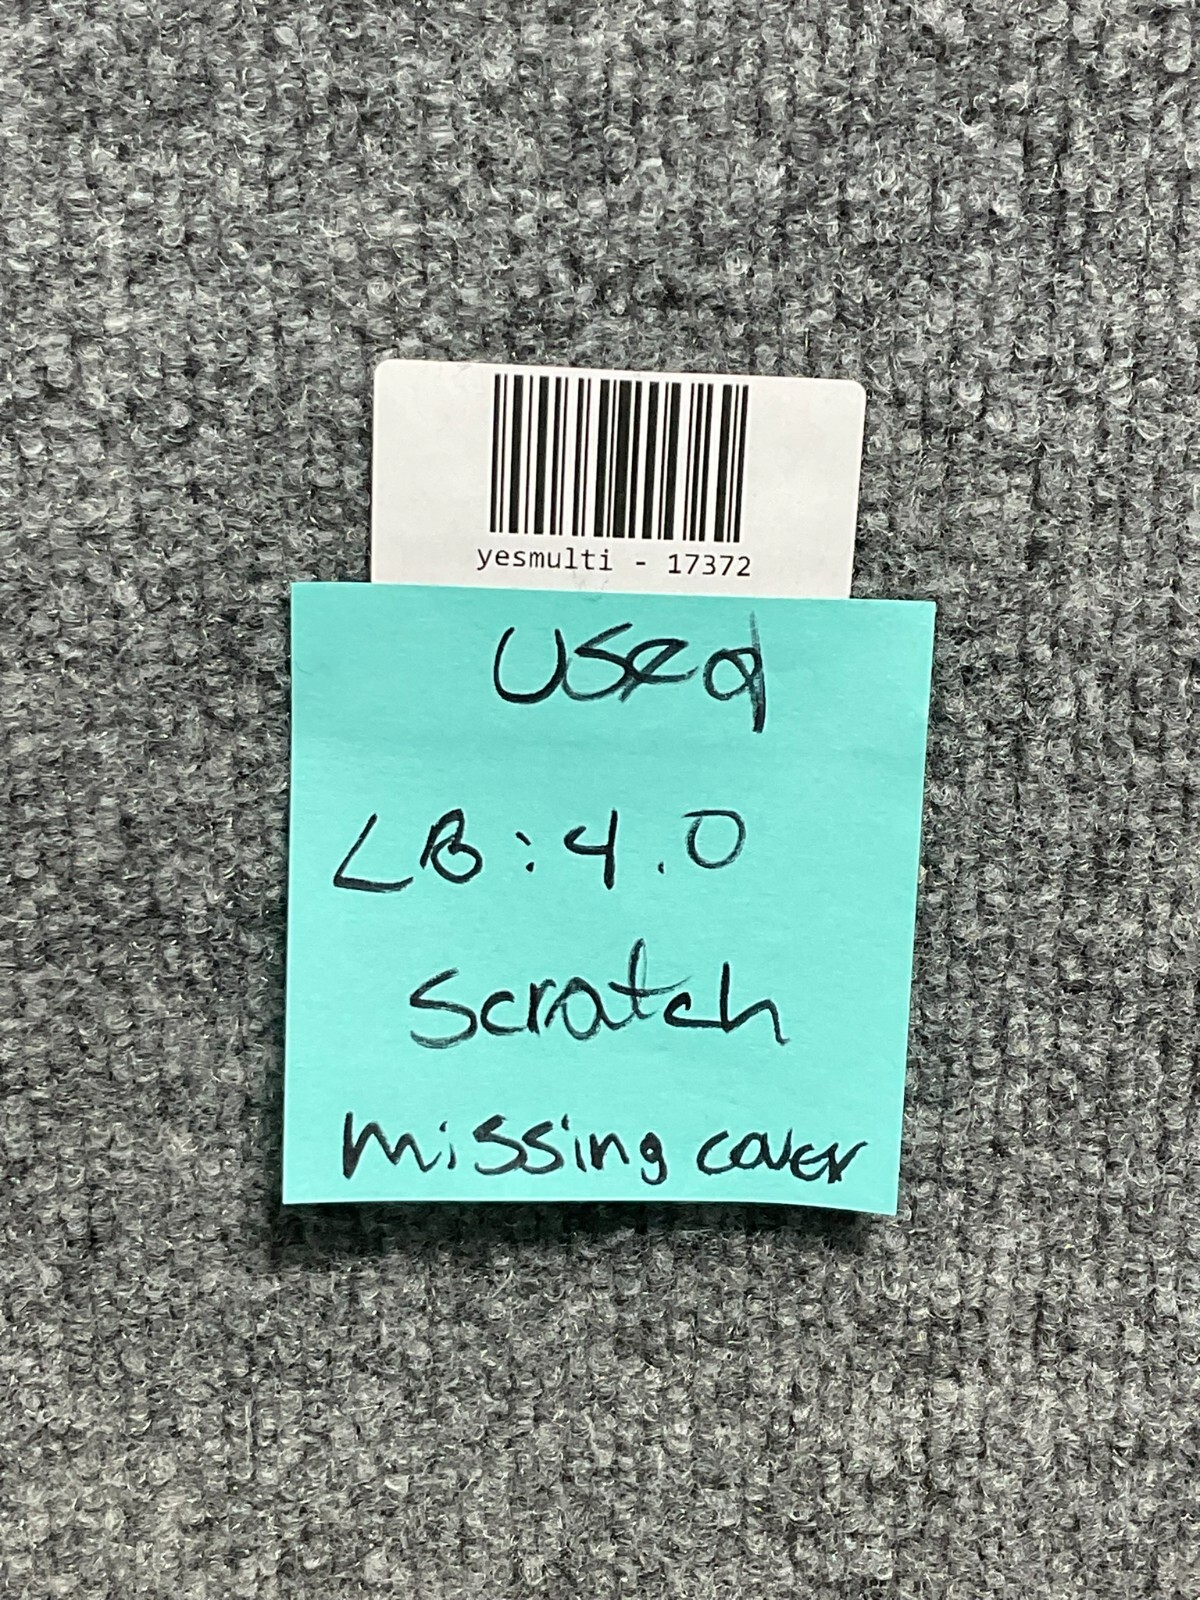 yesmulti - 17372
Used
LB: 4.0
Scratch
missing cover